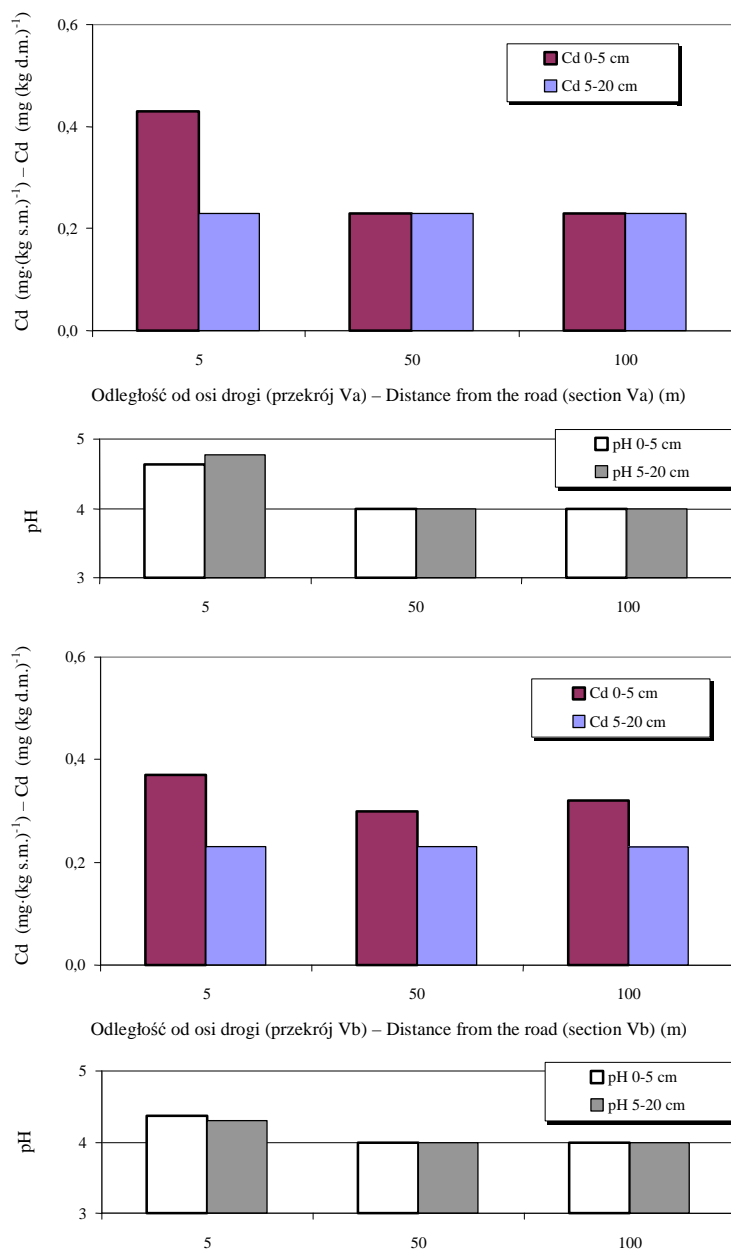 Cd (mg·(kg s.m.)⁻¹) – Cd (mg (kg d.m.)⁻¹)
0,6
0,4
0,2
0,0
Cd 0-5 cm
Cd 5-20 cm
5 50 100
Odległość od osi drogi (przekrój Va) – Distance from the road (section Va) (m)
pH
5
4
3
pH 0-5 cm
pH 5-20 cm
5 50 100
Cd (mg·(kg s.m.)⁻¹) – Cd (mg (kg d.m.)⁻¹)
0,6
0,4
0,2
0,0
Cd 0-5 cm
Cd 5-20 cm
5 50 100
Odległość od osi drogi (przekrój Vb) – Distance from the road (section Vb) (m)
pH
5
4
3
pH 0-5 cm
pH 5-20 cm
5 50 100